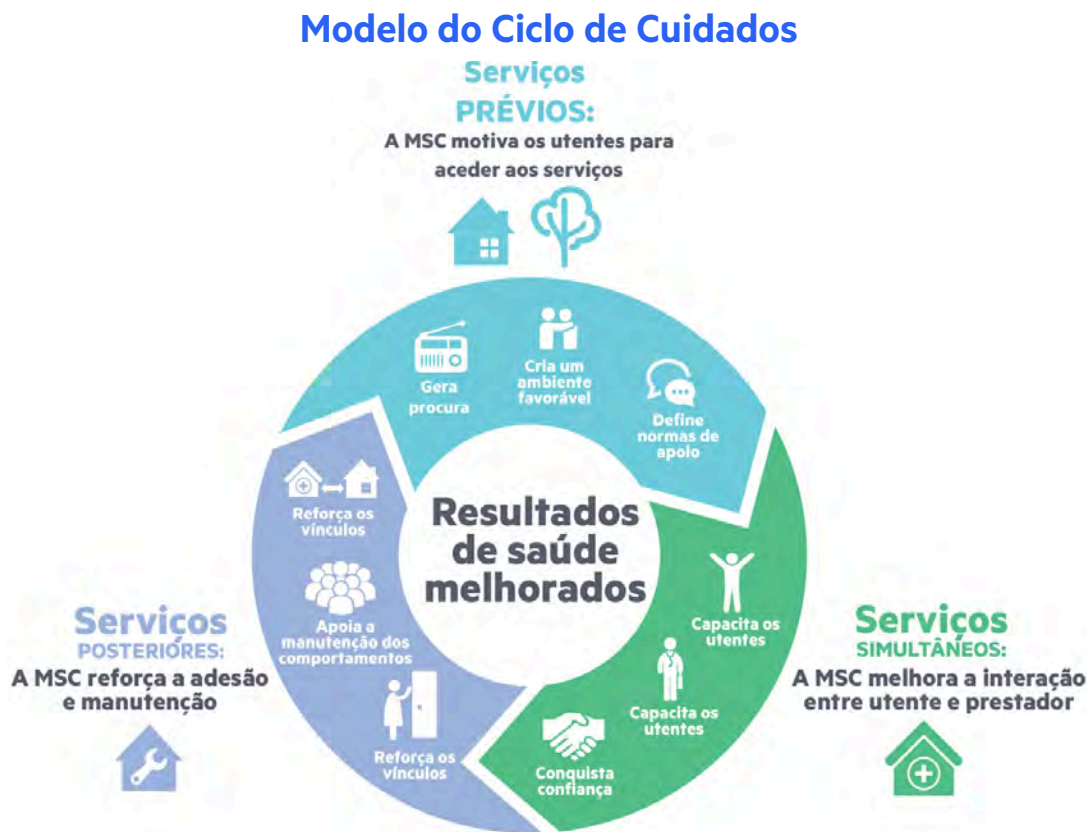 Modelo do Ciclo de Cuidados
Serviços
PRÉVIOS:
A MSC motiva os utentes para
aceder aos serviços
Gera
procura
Cria um
ambiente
favorável
Define
normas de
apoio
Resultados
de saúde
melhorados
Capacita os
utentes
Capacita os
utentes
Conquista
confiança
Serviços
SIMULTÂNEOS:
A MSC melhora a interação
entre utente e prestador
Reforça os
vínculos
Apoia a
manutenção dos
comportamentos
Reforça os
vínculos
Serviços
POSTERIORES:
A MSC reforça a adesão
e manutenção